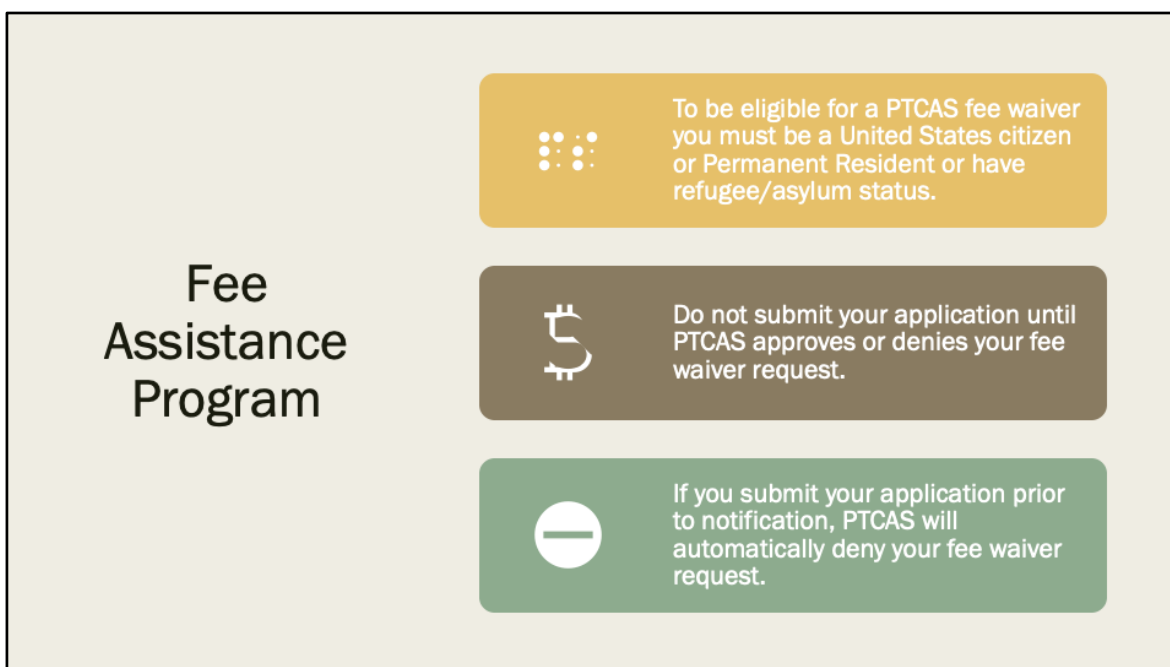 Fee
Assistance
Program
To be eligible for a PTCAS fee waiver
you must be a United States citizen
or Permanent Resident or have
refugee/asylum status.
Do not submit your application until
PTCAS approves or denies your fee
waiver request.
If you submit your application prior
to notification, PTCAS will
automatically deny your fee waiver
request.